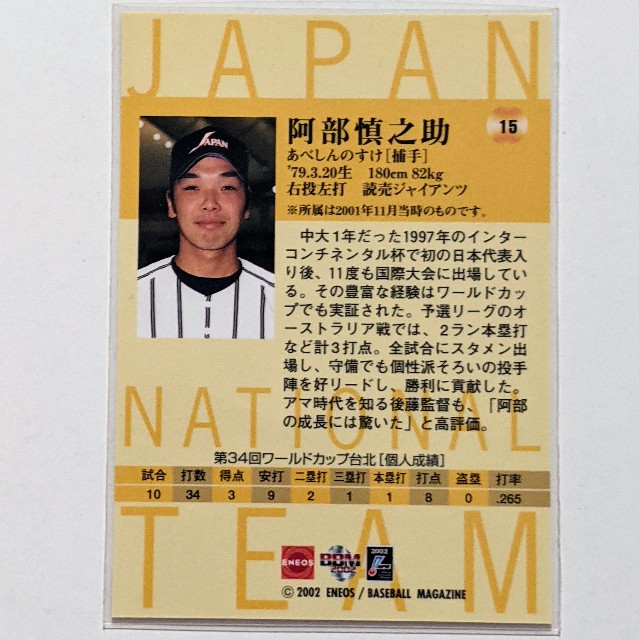 JAPAN
JAPAN
15
阿部慎之助
あべしんのすけ[捕手]
'79.3.20生 180cm 82kg
右投左打 読売ジャイアンツ
※所属は2001年11月当時のものです。
中大1年だった1997年のインター
コンチネンタル杯で初の日本代表入
り後、11度も国際大会に出場してい
る。その豊富な経験はワールドカッ
プでも実証された。予選リーグのオ
ーストラリア戦では、2ラン本塁打
など計3打点。全試合にスタメン出
場し、守備でも個性派そろいの投手
陣を好リードし、勝利に貢献した。
アマ時代を知る後藤監督も、「阿部
の成長には驚いた」と高評価。
NATIONAL
第34回ワールドカップ台北[個人成績]
試合 打数 得点 安打 二塁打 三塁打 本塁打 打点 盗塁 打率
10 34 3 9 2 1 1 8 0 .265
TEAM
ENEOS BBM 2002 2002
© 2002 ENEOS / BASEBALL MAGAZINE